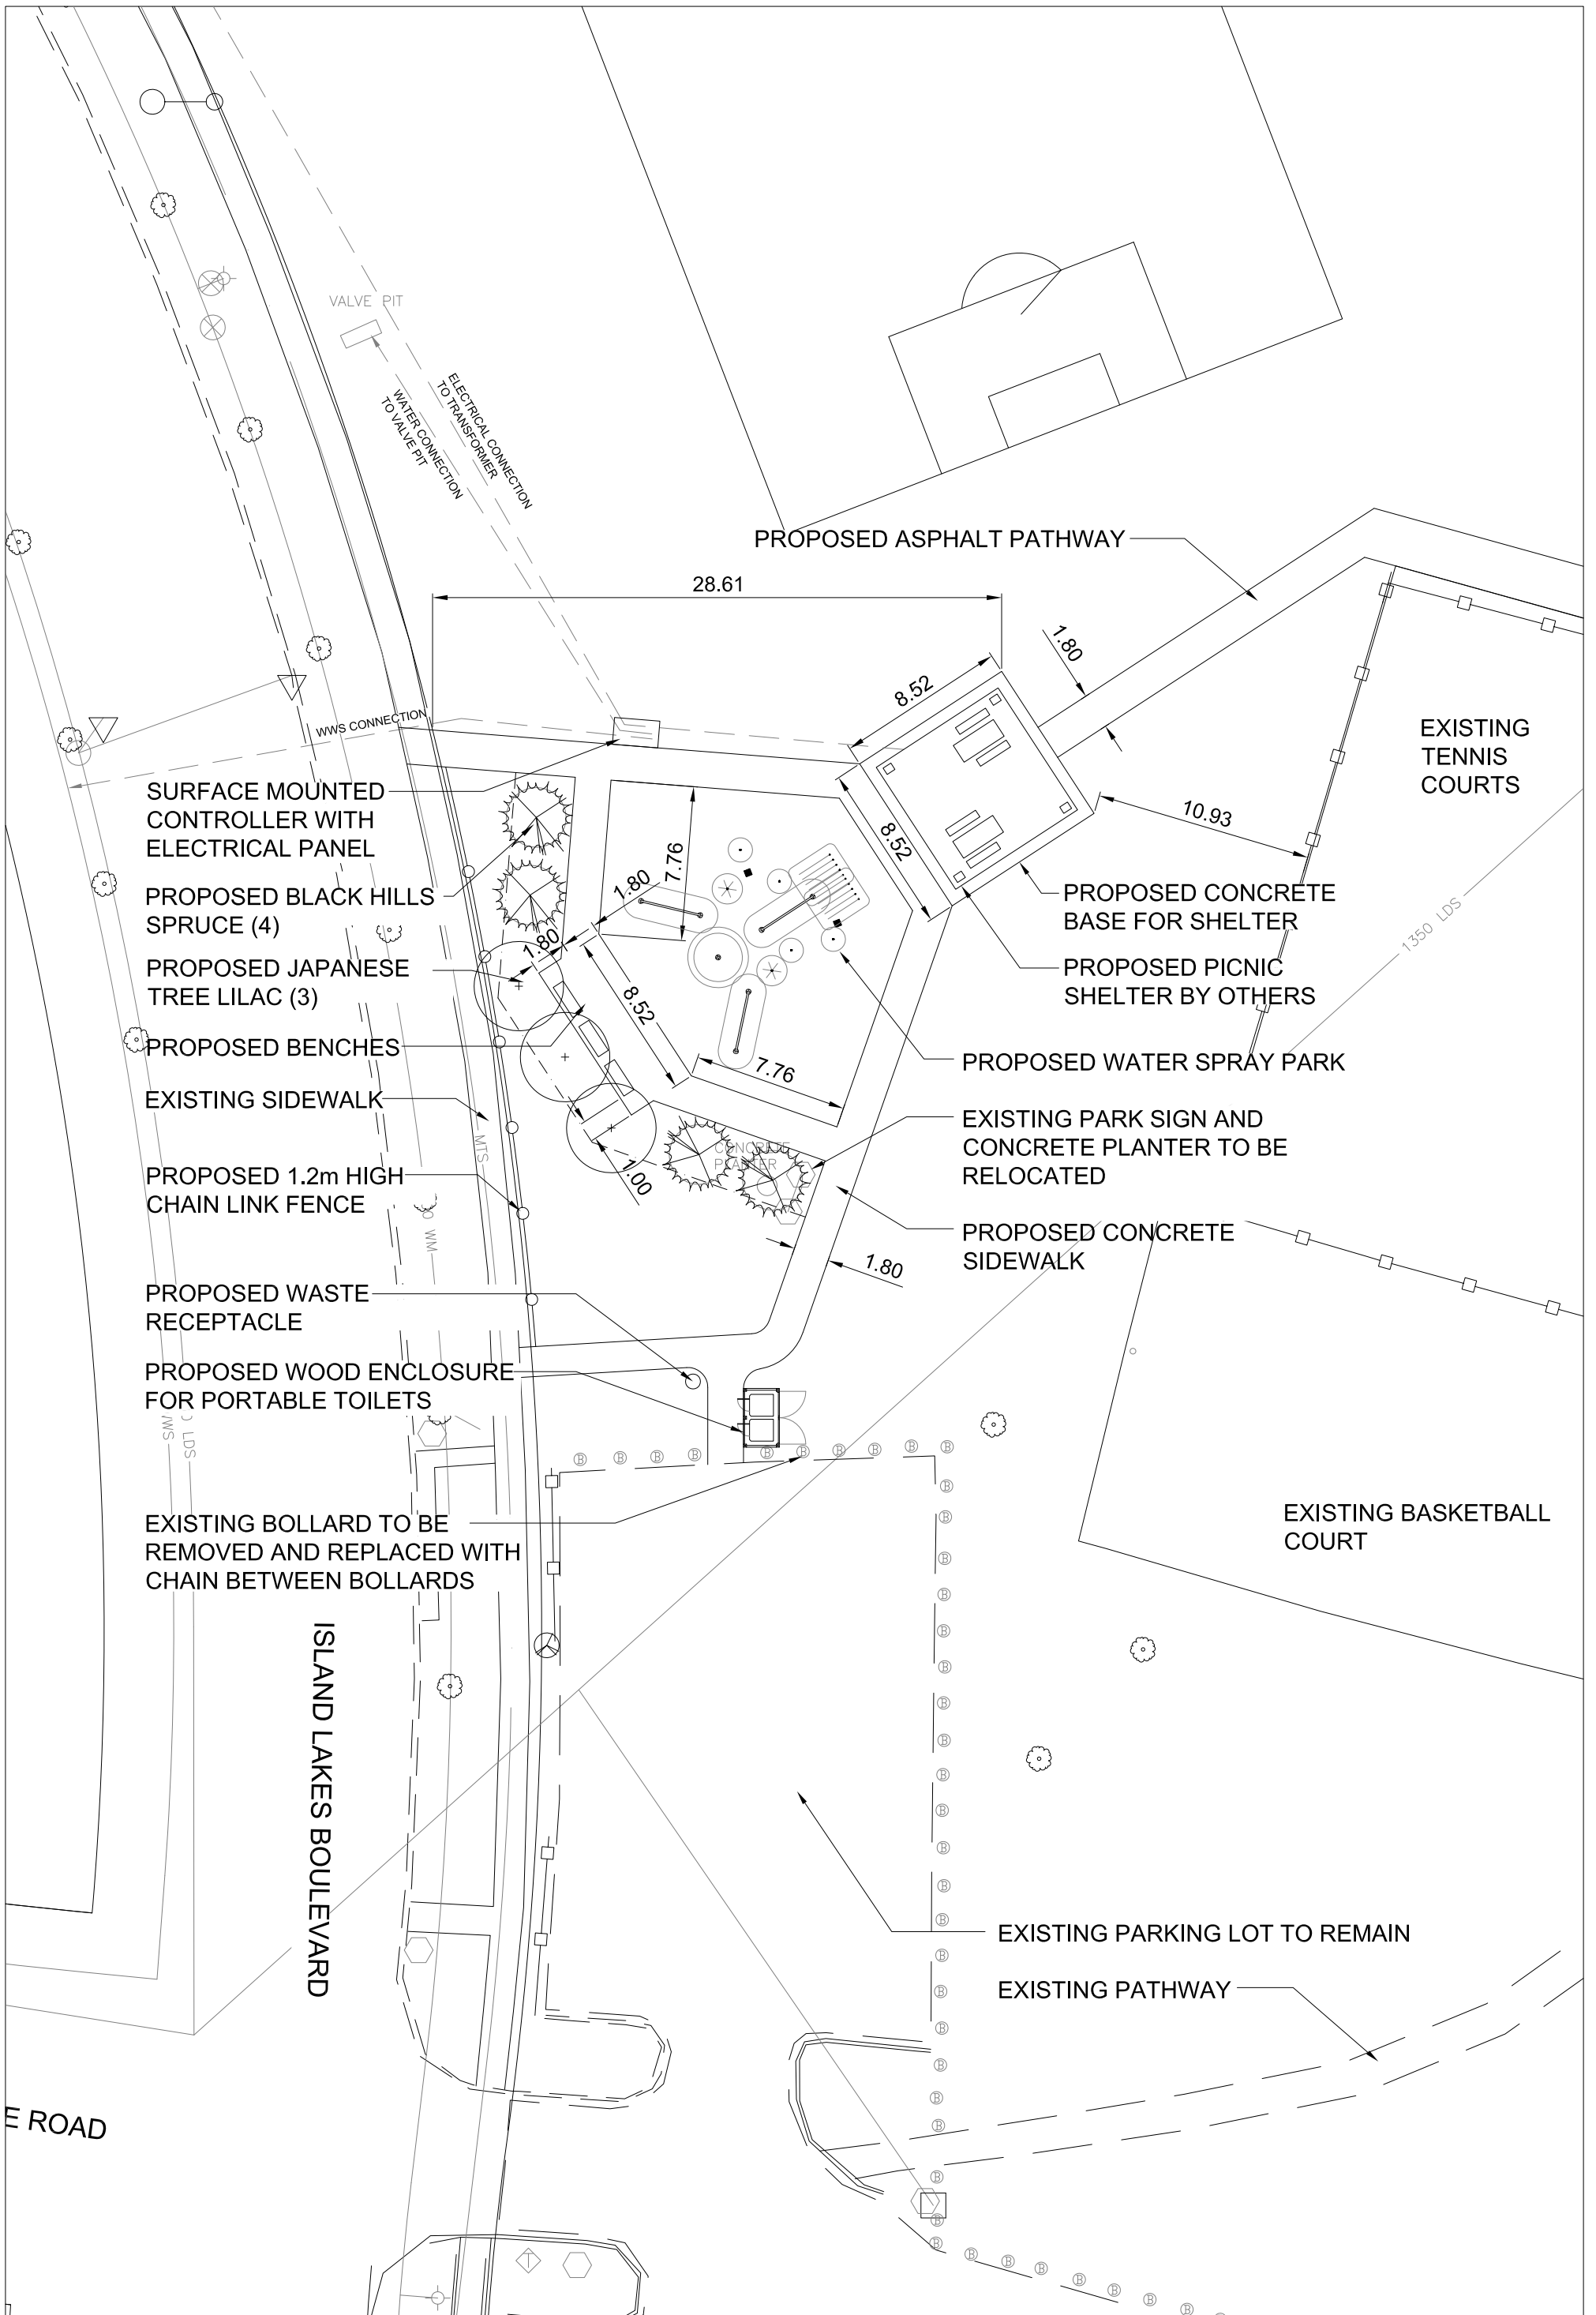 VALVE PIT
ELECTRICAL CONNECTION
TO TRANSFORMER
WATER CONNECTION
TO VALVE PIT
PROPOSED ASPHALT PATHWAY
28.61
1.80
8.52
WWS CONNECTION
EXISTING
TENNIS
COURTS
SURFACE MOUNTED
CONTROLLER WITH
ELECTRICAL PANEL
10.93
8.52
7.76
1.80
PROPOSED BLACK HILLS
SPRUCE (4)
PROPOSED CONCRETE
BASE FOR SHELTER
1350 LDS
1.80
PROPOSED JAPANESE
TREE LILAC (3)
PROPOSED PICNIC
SHELTER BY OTHERS
8.52
PROPOSED BENCHES
PROPOSED WATER SPRAY PARK
7.76
EXISTING SIDEWALK
EXISTING PARK SIGN AND
CONCRETE PLANTER TO BE
RELOCATED
MTS
CONCRETE
PLANTER
PROPOSED 1.2m HIGH
CHAIN LINK FENCE
1.00
WM
PROPOSED CONCRETE
SIDEWALK
1.80
PROPOSED WASTE
RECEPTACLE
PROPOSED WOOD ENCLOSURE
FOR PORTABLE TOILETS
WWS
LDS
B B B B B B B B B B
EXISTING BOLLARD TO BE
REMOVED AND REPLACED WITH
CHAIN BETWEEN BOLLARDS
EXISTING BASKETBALL
COURT
ISLAND LAKES BOULEVARD
EXISTING PARKING LOT TO REMAIN
EXISTING PATHWAY
E ROAD
T